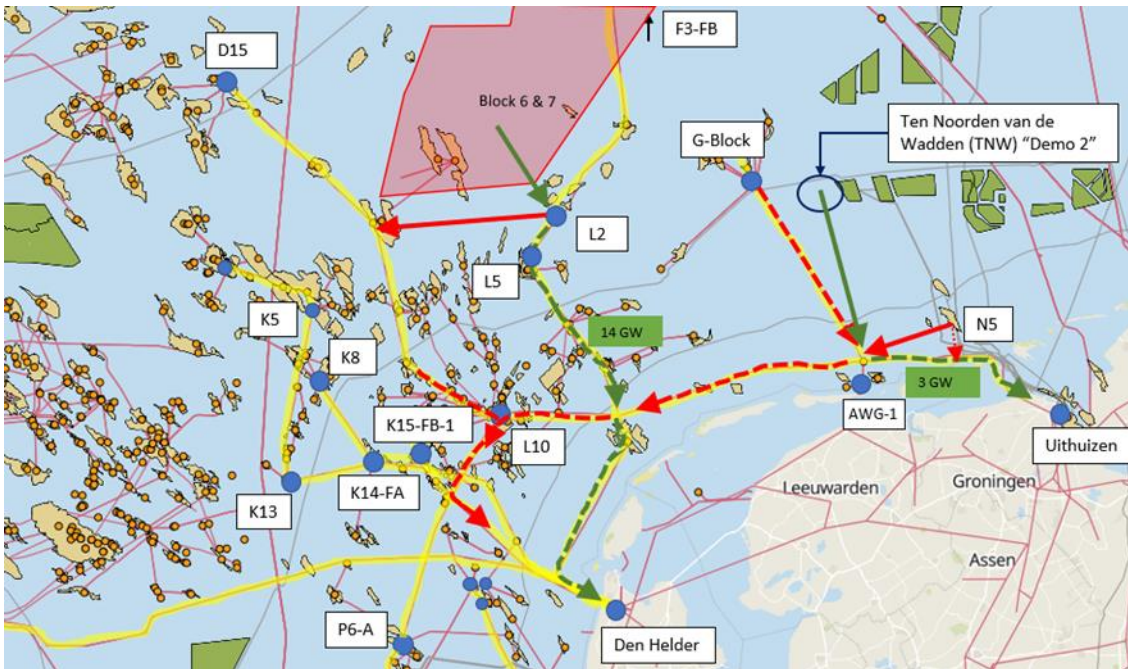 F3-FB
D15
Block 6 & 7
G-Block
Ten Noorden van de
Wadden (TNW) “Demo 2”
L2
L5
K5
14 GW
N5
K8
3 GW
K15-FB-1
L10
AWG-1
Uithuizen
K14-FA
K13
Leeuwarden
Groningen
Assen
P6-A
Den Helder